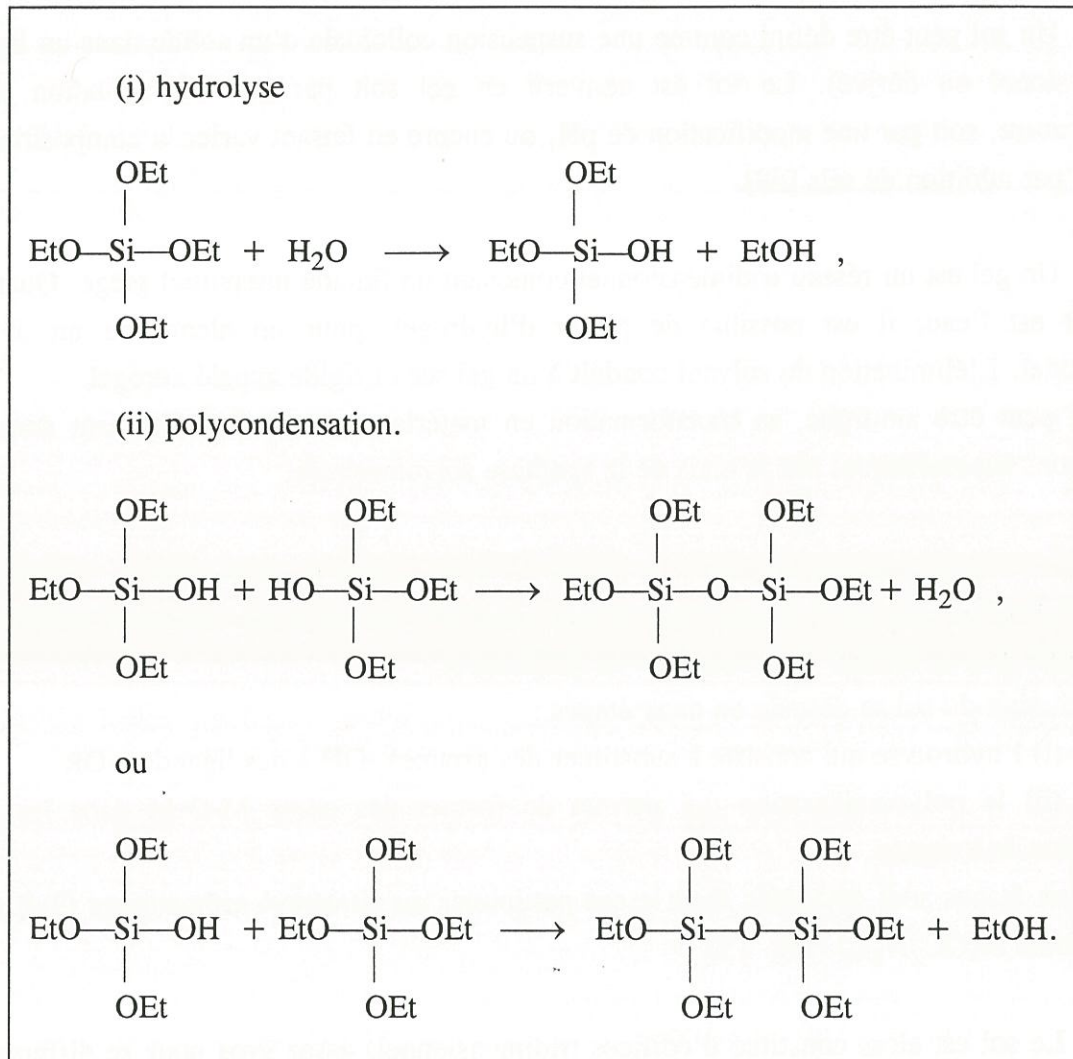 (i) hydrolyse
OEt OEt
EtO—Si—OEt + H₂O ⟶ EtO—Si—OH + EtOH ,
OEt OEt
(ii) polycondensation.
OEt OEt OEt OEt
EtO—Si—OH + HO—Si—OEt ⟶ EtO—Si—O—Si—OEt + H₂O ,
OEt OEt OEt OEt
ou
OEt OEt OEt OEt
EtO—Si—OH + EtO—Si—OEt ⟶ EtO—Si—O—Si—OEt + EtOH.
OEt OEt OEt OEt